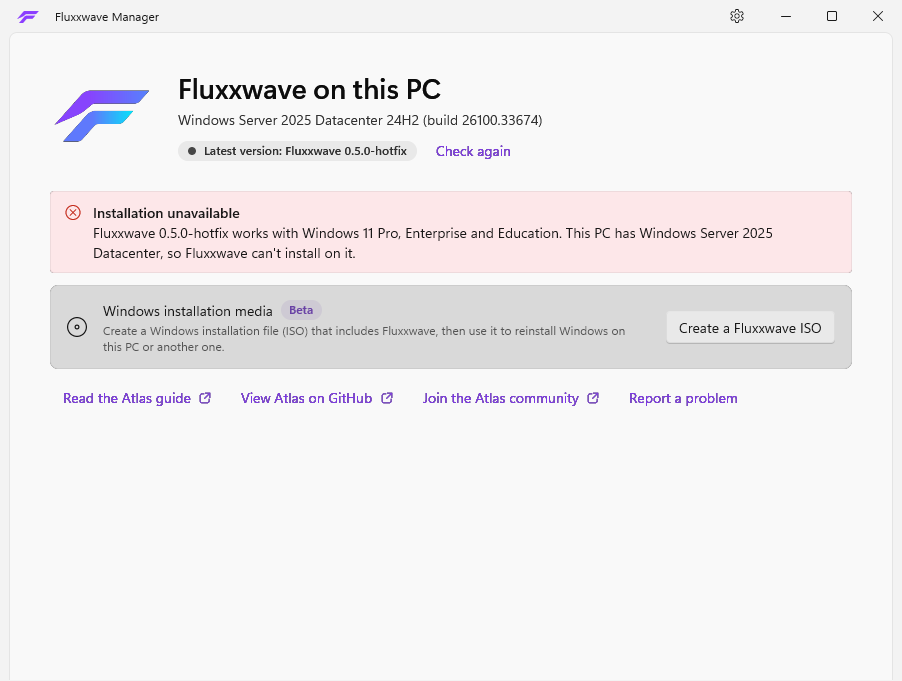 Fluxxwave Manager
Fluxxwave on this PC
Windows Server 2025 Datacenter 24H2 (build 26100.33674)
Latest version: Fluxxwave 0.5.0-hotfix
Check again
Installation unavailable
Fluxxwave 0.5.0-hotfix works with Windows 11 Pro, Enterprise and Education. This PC has Windows Server 2025
Datacenter, so Fluxxwave can't install on it.
Windows installation media Beta
Create a Windows installation file (ISO) that includes Fluxxwave, then use it to reinstall Windows on
this PC or another one.
Create a Fluxxwave ISO
Read the Atlas guide
View Atlas on GitHub
Join the Atlas community
Report a problem